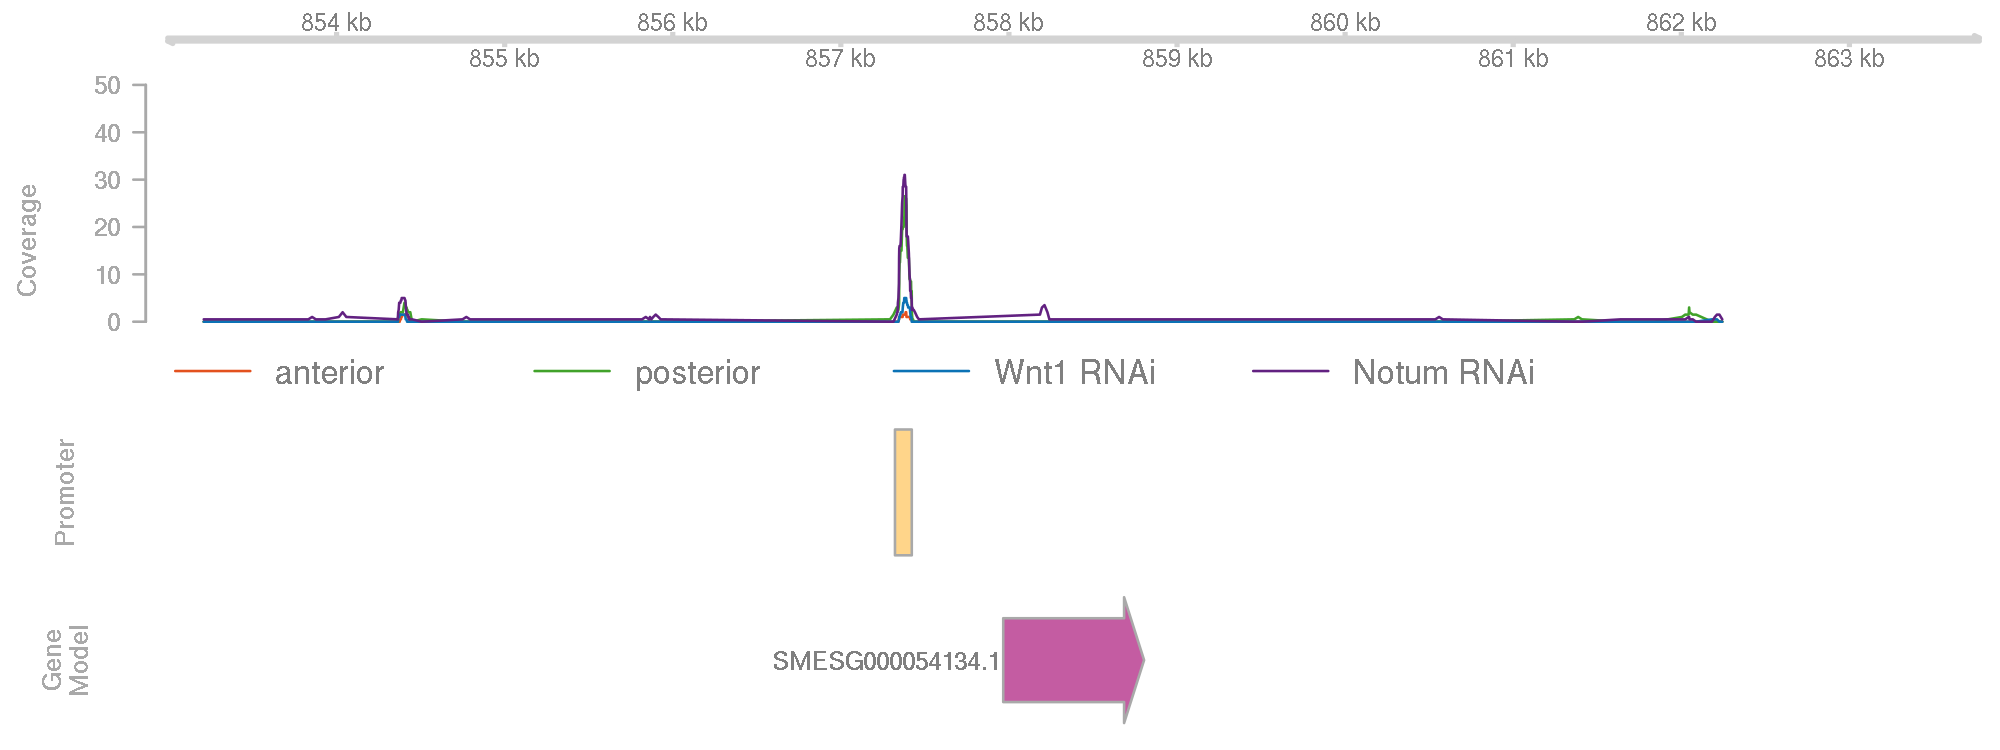 854 kb 856 kb 858 kb 860 kb 862 kb
855 kb 857 kb 859 kb 861 kb 863 kb
50
40
30
20
10
0
Coverage
anterior posterior Wnt1 RNAi Notum RNAi
Promoter
Gene
Model
SMESG000054134.1